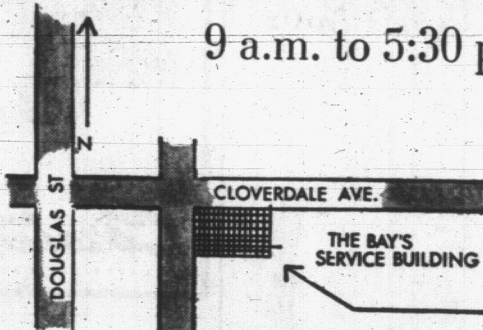 9 a.m. to 5:30 p
N
CLOVERDALE AVE.
DOUGLAS ST
THE BAY'S
SERVICE BUILDING